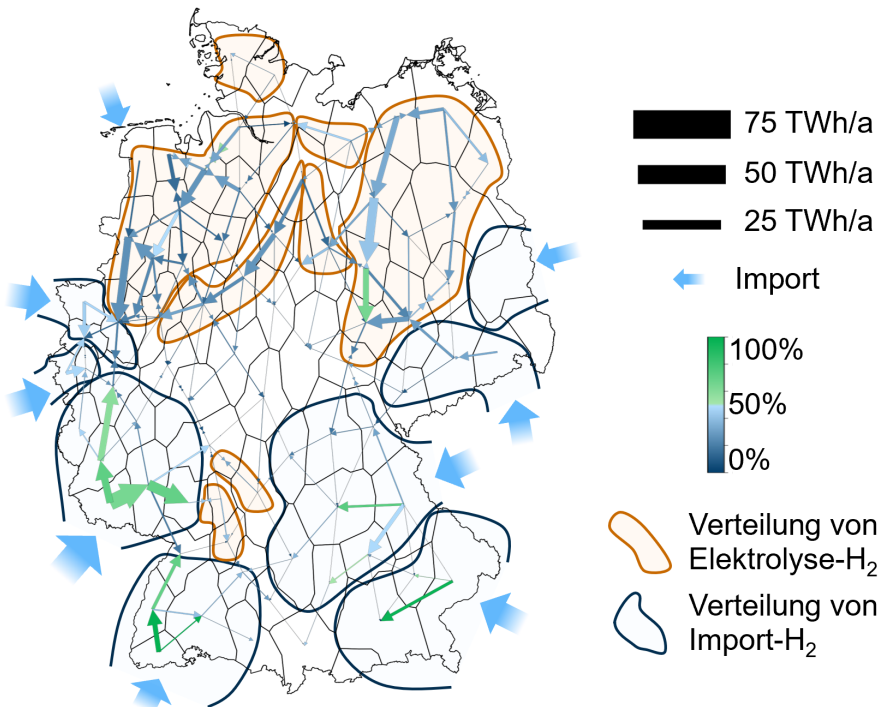 75 TWh/a
50 TWh/a
25 TWh/a
Import
100%
50%
0%
Verteilung von
Elektrolyse-H₂
Verteilung von
Import-H₂